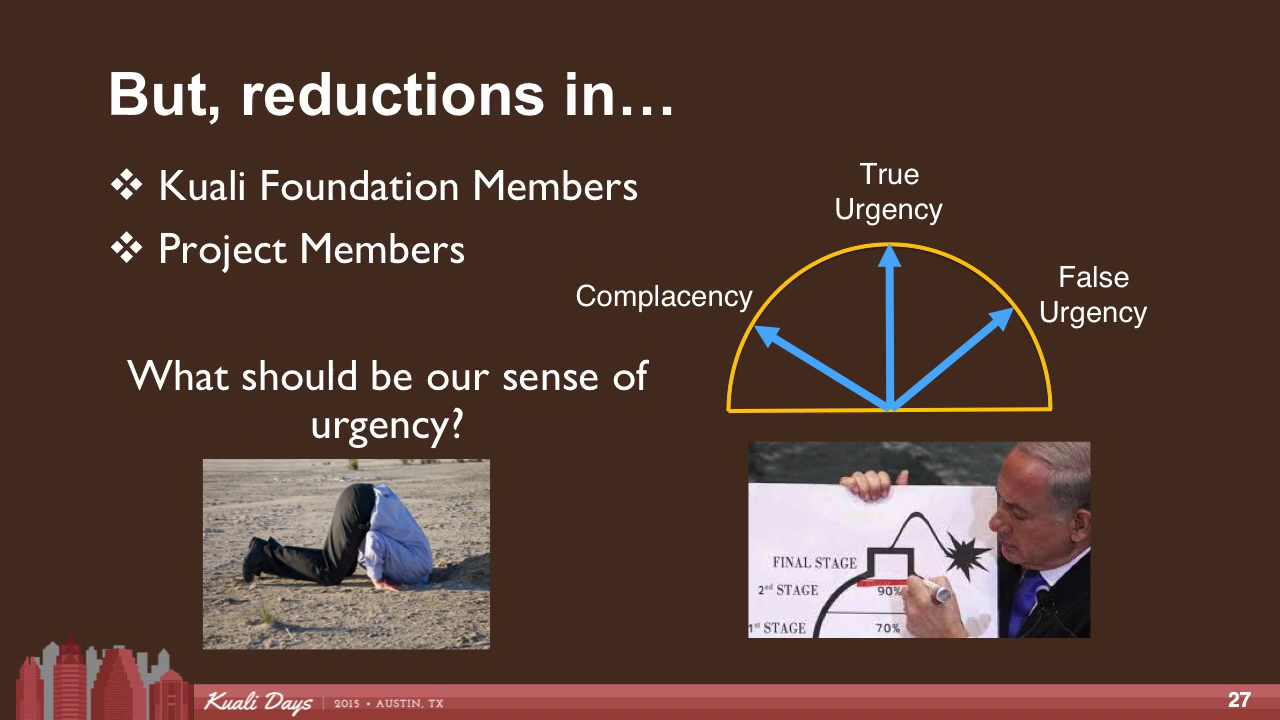 But, reductions in…
❖ Kuali Foundation Members
❖ Project Members
What should be our sense of
urgency?
True
Urgency
Complacency
False
Urgency
FINAL STAGE
2nd STAGE
90%
1st STAGE
70%
Kuali Days | 2015 • AUSTIN, TX
27